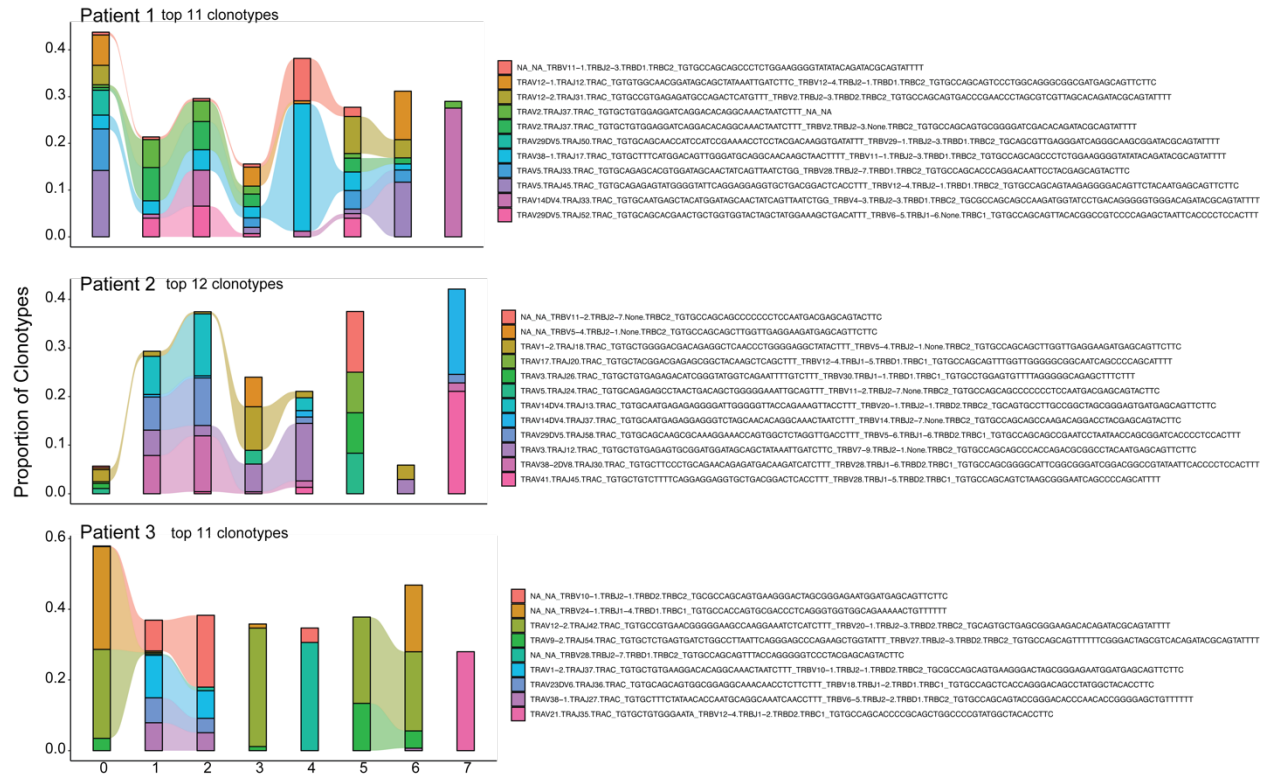 Patient 1 top 11 clonotypes
0.4
0.3
0.2
0.1
0.0
NA_NA_TRBV11−1.TRBJ2−3.TRBD1.TRBC2_TGTGCCAGCAGCCCTCTGGAAGGGGTATATACAGATACGCAGTATTTT
TRAV12−1.TRAJ12.TRAC_TGTGTGGCAACGGATAGCAGCTATAAATTGATCTTC_TRBV12−4.TRBJ2−1.TRBD1.TRBC2_TGTGCCAGCAGTCCCTGGCAGGGCGGCGATGAGCAGTTCTTC
TRAV12−2.TRAJ31.TRAC_TGTGCCGTGAGAGATGCCAGACTCATGTTT_TRBV2.TRBJ2−3.TRBD2.TRBC2_TGTGCCAGCAGTGACCCGAACCCTAGCGTCGTTAGCACAGATACGCAGTATTTT
TRAV2.TRAJ37.TRAC_TGTGCTGTGGAGGATCAGGACACAGGCAAACTAATCTTT_NA_NA
TRAV2.TRAJ37.TRAC_TGTGCTGTGGAGGATCAGGACACAGGCAAACTAATCTTT_TRBV2.TRBJ2−3.None.TRBC2_TGTGCCAGCAGTGCGGGGATCGACACAGATACGCAGTATTTT
TRAV29DV5.TRAJ50.TRAC_TGTGCAGCAACCATCCATCCGAAAACCTCCTACGACAAGGTGATATTT_TRBV29−1.TRBJ2−3.TRBD1.TRBC2_TGCAGCGTTGAGGGATCAGGGCAAGCGGATACGCAGTATTTT
TRAV38−1.TRAJ17.TRAC_TGTGCTTTCATGGACAGTTGGGATGCAGGCAACAAGCTAACTTTT_TRBV11−1.TRBJ2−3.TRBD1.TRBC2_TGTGCCAGCAGCCCTCTGGAAGGGGTATATACAGATACGCAGTATTTT
TRAV5.TRAJ33.TRAC_TGTGCAGAGCACGTGGATAGCAACTATCAGTTAATCTGG_TRBV28.TRBJ2−7.TRBD1.TRBC2_TGTGCCAGCACCCAGGGACAATTCCTACGAGCAGTACTTC
TRAV5.TRAJ45.TRAC_TGTGCAGAGAGTATGGGGTATTCAGGAGGAGGTGCTGACGGACTCACCTTT_TRBV12−4.TRBJ2−1.TRBD1.TRBC2_TGTGCCAGCAGTAAGAGGGGACAGTTCTACAATGAGCAGTTCTTC
TRAV14DV4.TRAJ33.TRAC_TGTGCAATGAGCTACATGGATAGCAACTATCAGTTAATCTGG_TRBV4−3.TRBJ2−3.TRBD1.TRBC2_TGTGCCAGCAGCCAAGATGGTATCCTGACAGGGGGTGGGACAGATACGCAGTATTTT
TRAV29DV5.TRAJ52.TRAC_TGTGCAGCACGAACTGCTGGTGGTACTAGCTATGGAAAGCTGACATTT_TRBV6−5.TRBJ1−6.None.TRBC1_TGTGCCAGCAGTTACACGGCCGTCCCCAGAGCTAATTCACCCCTCCACTTT
Proportion of Clonotypes
Patient 2 top 12 clonotypes
0.4
0.3
0.2
0.1
0.0
NA_NA_TRBV11−2.TRBJ2−7.None.TRBC2_TGTGCCAGCAGCCCCCCCTCCAATGACGAGCAGTACTTC
NA_NA_TRBV5−4.TRBJ2−1.None.TRBC2_TGTGCCAGCAGCTTGGTTGAGGAAGATGAGCAGTTCTTC
TRAV1−2.TRAJ18.TRAC_TGTGCTGGGGACGACAGAGGCTCAACCCTGGGGAGGCTATACTTT_TRBV5−4.TRBJ2−1.None.TRBC2_TGTGCCAGCAGCTTGGTTGAGGAAGATGAGCAGTTCTTC
TRAV17.TRAJ20.TRAC_TGTGCTACGGACGAGAGCGGCTACAAGCTCAGCTTT_TRBV12−4.TRBJ1−5.TRBD1.TRBC1_TGTGCCAGCAGTTTGGTTGGGGGCGGCAATCAGCCCCAGCATTTT
TRAV3.TRAJ26.TRAC_TGTGCTGTGAGAGACATCGGGTATGGTCAGAATTTTGTCTTT_TRBV30.TRBJ1−1.TRBD1.TRBC1_TGTGCCTGGAGTGTTTTAGGGGGCAGAGCTTTCTTT
TRAV5.TRAJ24.TRAC_TGTGCAGAGAGCCTAACTGACAGCTGGGGGAAATTGCAGTTT_TRBV11−2.TRBJ2−7.None.TRBC2_TGTGCCAGCAGCCCCCCCTCCAATGACGAGCAGTACTTC
TRAV14DV4.TRAJ13.TRAC_TGTGCAATGAGAGAGGGGATTGGGGGTTACCAGAAAGTTACCTTT_TRBV20−1.TRBJ2−1.TRBD2.TRBC2_TGCAGTGCCTTGCCGGCTAGCGGGAGTGATGAGCAGTTCTTC
TRAV14DV4.TRAJ37.TRAC_TGTGCAATGAGAGAGGAGGGTCTAGCAACACAGGCAAACTAATCTTT_TRBV14.TRBJ2−7.None.TRBC2_TGTGCCAGCAGCCAAGACAGGACCTACGAGCAGTACTTC
TRAV29DV5.TRAJ58.TRAC_TGTGCAGCAAGCGCAAAGGAAACCAGTGGCTCTAGGTTGACCTTT_TRBV5−6.TRBJ1−6.TRBD2.TRBC1_TGTGCCAGCAGCCGAATCCTAATAACCAGCGGATCACCCCTCCACTTT
TRAV3.TRAJ12.TRAC_TGTGCTGTGAGAGTGCGGATGGATAGCAGCTATAAATTGATCTTC_TRBV7−9.TRBJ2−1.None.TRBC2_TGTGCCAGCAGCCCACCAGACGCGGCCTACAATGAGCAGTTCTTC
TRAV38−2DV8.TRAJ30.TRAC_TGTGCTTCCCTGCAGAACAGAGATGACAAGATCATCTTT_TRBV28.TRBJ1−6.TRBD2.TRBC1_TGTGCCAGCGGGGCATTCGGCGGGATCGGACGGCCGTATAATTCACCCCTCCACTTT
TRAV41.TRAJ45.TRAC_TGTGCTGTCTTTTCAGGAGGAGGTGCTGACGGACTCACCTTT_TRBV28.TRBJ1−5.TRBD2.TRBC1_TGTGCCAGCAGTCTAAGCGGGAATCAGCCCCAGCATTTT
Patient 3 top 11 clonotypes
0.6
0.4
0.2
0.0
NA_NA_TRBV10−1.TRBJ2−1.TRBD2.TRBC2_TGCGCCAGCAGTGAAGGGACTAGCGGGAGAATGGATGAGCAGTTCTTC
NA_NA_TRBV24−1.TRBJ1−4.TRBD1.TRBC1_TGTGCCACCAGTGCGACCCTCAGGGTGGTGGCAGAAAAACTGTTTTTT
TRAV12−2.TRAJ42.TRAC_TGTGCCGTGAACGGGGGAAGCCAAGGAAATCTCATCTTT_TRBV20−1.TRBJ2−3.TRBD2.TRBC2_TGCAGTGCTGAGCGGGAAGACACAGATACGCAGTATTTT
TRAV9−2.TRAJ54.TRAC_TGTGCTCTGAGTGATCTGGCCTTAATTCAGGGAGCCCAGAAGCTGGTATTT_TRBV27.TRBJ2−3.TRBD2.TRBC2_TGTGCCAGCAGTTTTTTCGGGACTAGCGTCACAGATACGCAGTATTTT
NA_NA_TRBV28.TRBJ2−7.TRBD1.TRBC2_TGTGCCAGCAGTTTACCAGGGGGTCCCTACGAGCAGTACTTC
TRAV1−2.TRAJ37.TRAC_TGTGCTGTGAAGGACACAGGCAAACTAATCTTT_TRBV10−1.TRBJ2−1.TRBD2.TRBC2_TGCGCCAGCAGTGAAGGGACTAGCGGGAGAATGGATGAGCAGTTCTTC
TRAV23DV6.TRAJ36.TRAC_TGTGCAGCAGTGGCGGAGGCAAACAACCTCTTCTTT_TRBV18.TRBJ1−2.TRBD1.TRBC1_TGTGCCAGCTCACCAGGGACAGCCTATGGCTACACCTTC
TRAV38−1.TRAJ27.TRAC_TGTGCTTTCTATAACACCAATGCAGGCAAATCAACCTTT_TRBV6−5.TRBJ2−2.TRBD1.TRBC2_TGTGCCAGCAGTACCGGGACACCCAACACCGGGGAGCTGTTTTTT
TRAV21.TRAJ35.TRAC_TGTGCTGTGGGAATA_TRBV12−4.TRBJ1−2.TRBD2.TRBC1_TGTGCCAGCACCCCGCAGCTGGCCCCGTATGGCTACACCTTC
0 1 2 3 4 5 6 7